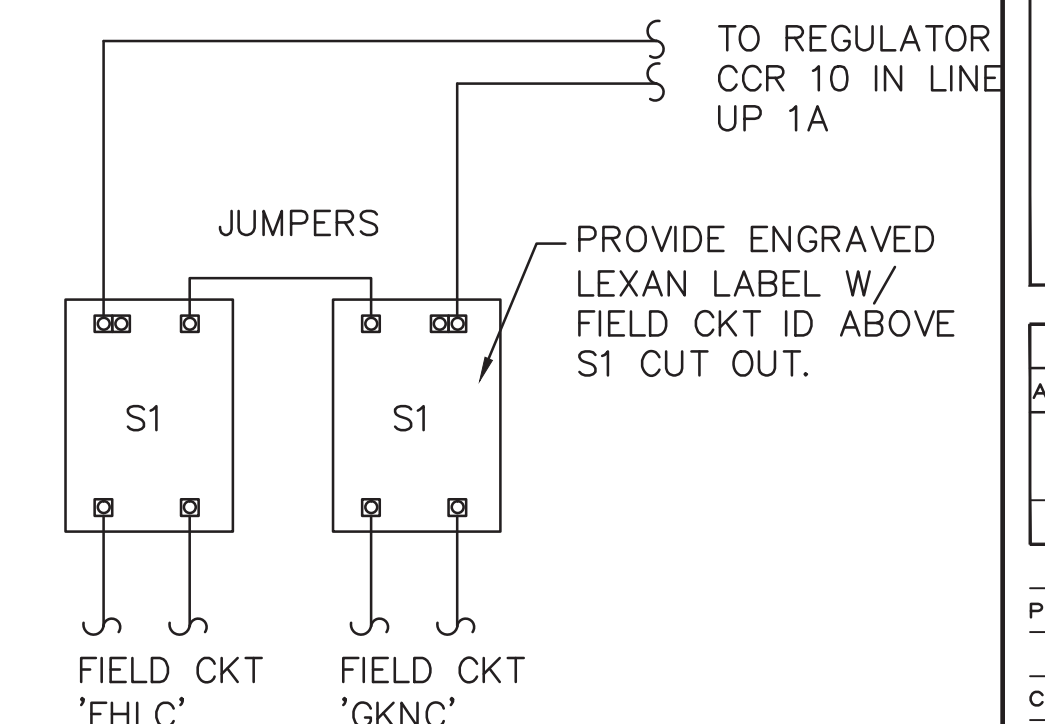 TO REGULATOR
CCR 10 IN LINE
UP 1A
JUMPERS
PROVIDE ENGRAVED
LEXAN LABEL W/
FIELD CKT ID ABOVE
S1 CUT OUT.
S1
S1
FIELD CKT
FIELD CKT
'GKNC'
A
P
C